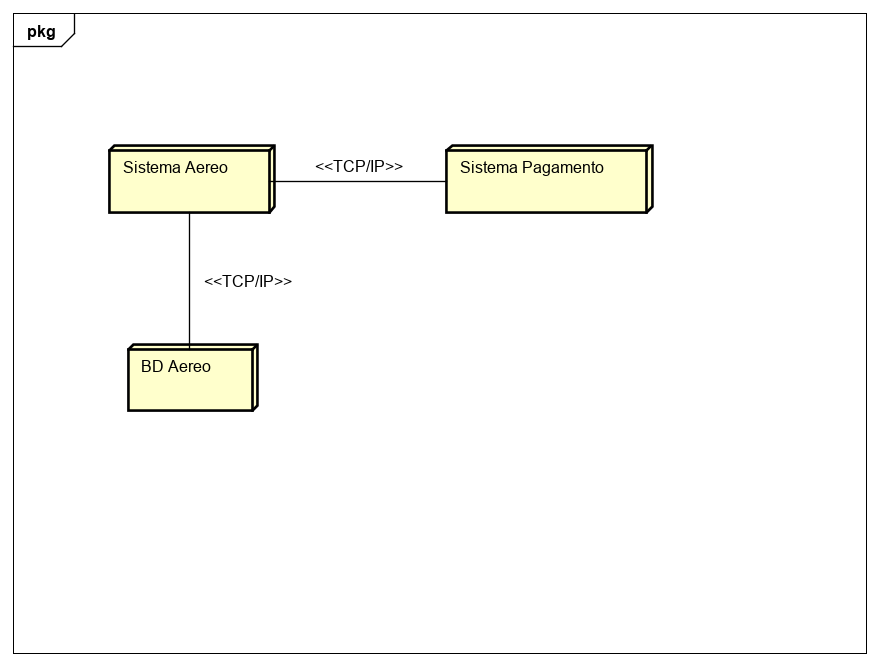 pkg
Sistema Aereo
<<TCP/IP>>
Sistema Pagamento
<<TCP/IP>>
BD Aereo